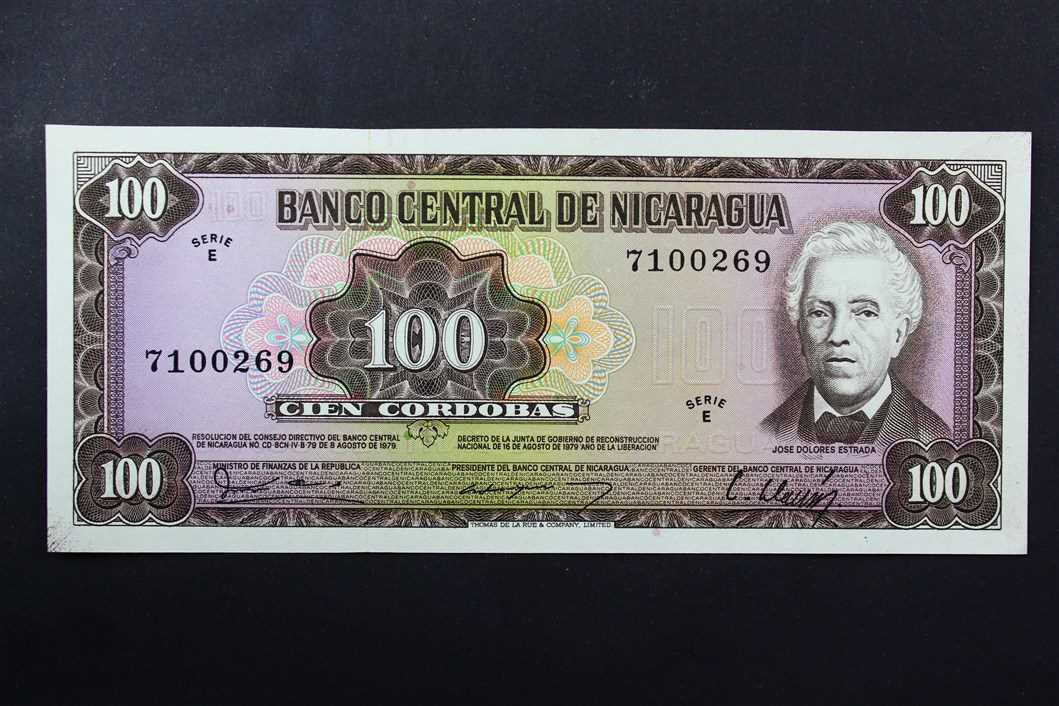 100
100
BANCO CENTRAL DE NICARAGUA
SERIE
E
7100269
100
100
7100269
SERIE
E
CIEN CORDOBAS
RESOLUCION DEL CONSEJO DIRECTIVO DEL BANCO CENTRAL
DE NICARAGUA NO CD-BCN-IV-B-79 DE 8 AGOSTO DE 1979
DECRETO DE LA JUNTA DE GOBIERNO DE RECONSTRUCCION
NACIONAL DE 16 DE AGOSTO DE 1979 AÑO DE LA LIBERACION
JOSE DOLORES ESTRADA
100
MINISTRO DE FINANZAS DE LA REPUBLICA
PRESIDENTE DEL BANCO CENTRAL DE NICARAGUA
GERENTE DEL BANCO CENTRAL DE NICARAGUA
100
THOMAS DE LA RUE & COMPANY, LIMITED